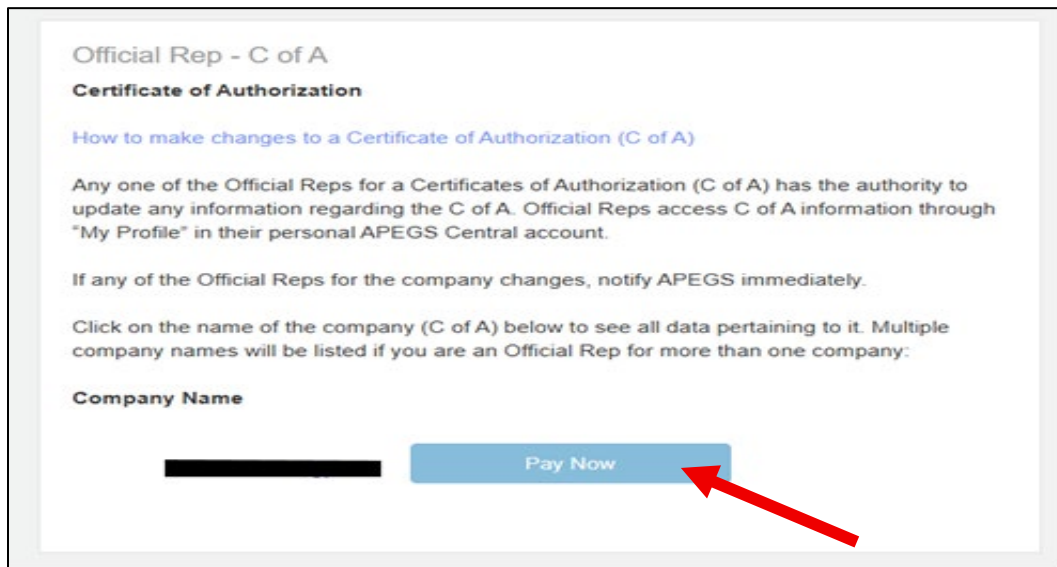 Official Rep - C of A
Certificate of Authorization
How to make changes to a Certificate of Authorization (C of A)
Any one of the Official Reps for a Certificates of Authorization (C of A) has the authority to
update any information regarding the C of A. Official Reps access C of A information through
“My Profile” in their personal APEGS Central account.
If any of the Official Reps for the company changes, notify APEGS immediately.
Click on the name of the company (C of A) below to see all data pertaining to it. Multiple
company names will be listed if you are an Official Rep for more than one company:
Company Name
Pay Now